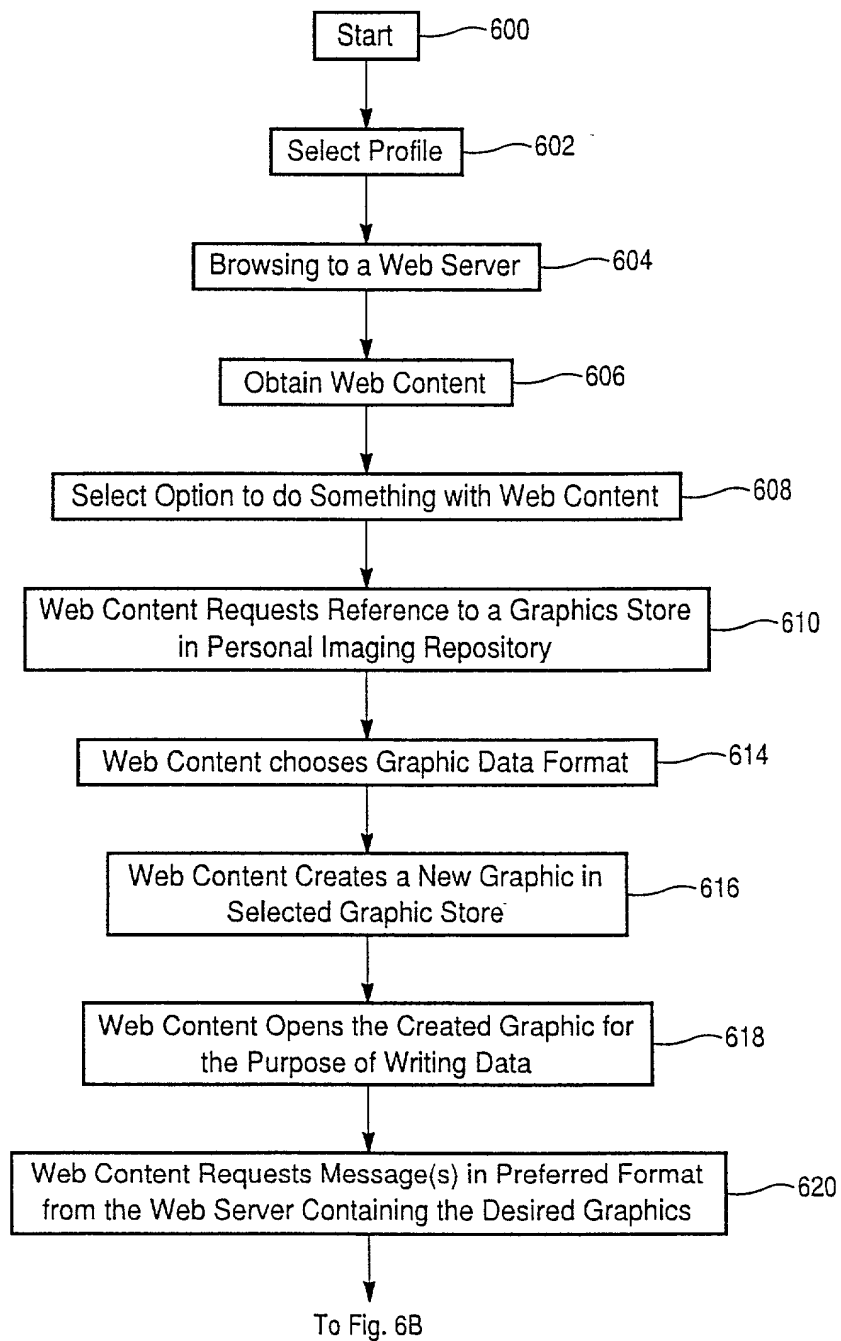 Start
600
Select Profile
602
Browsing to a Web Server
604
Obtain Web Content
606
Select Option to do Something with Web Content
608
Web Content Requests Reference to a Graphics Store
in Personal Imaging Repository
610
Web Content chooses Graphic Data Format
614
Web Content Creates a New Graphic in
Selected Graphic Store
616
Web Content Opens the Created Graphic for
the Purpose of Writing Data
618
Web Content Requests Message(s) in Preferred Format
from the Web Server Containing the Desired Graphics
620
To Fig. 6B